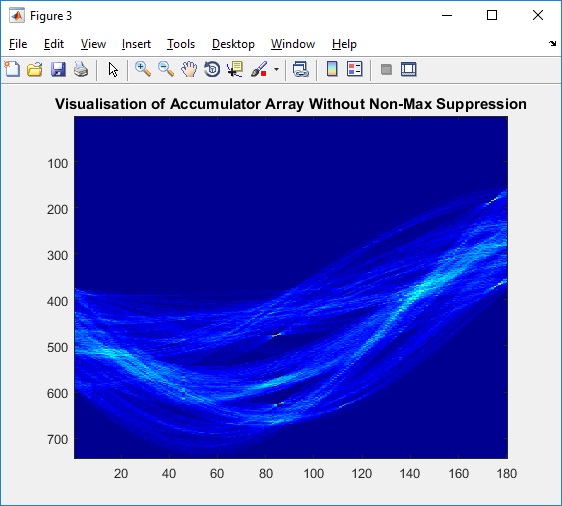 Figure 3
File Edit View Insert Tools Desktop Window Help
Visualisation of Accumulator Array Without Non-Max Suppression
100
200
300
400
500
600
700
20 40 60 80 100 120 140 160 180